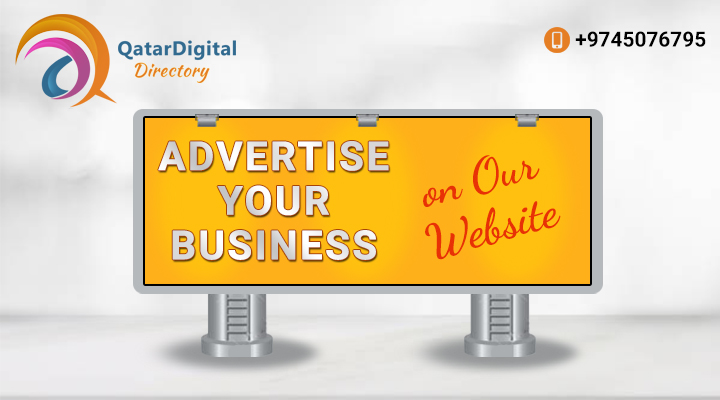 QatarDigital
Directory
+9745076795
ADVERTISE
YOUR
BUSINESS
on Our
Website